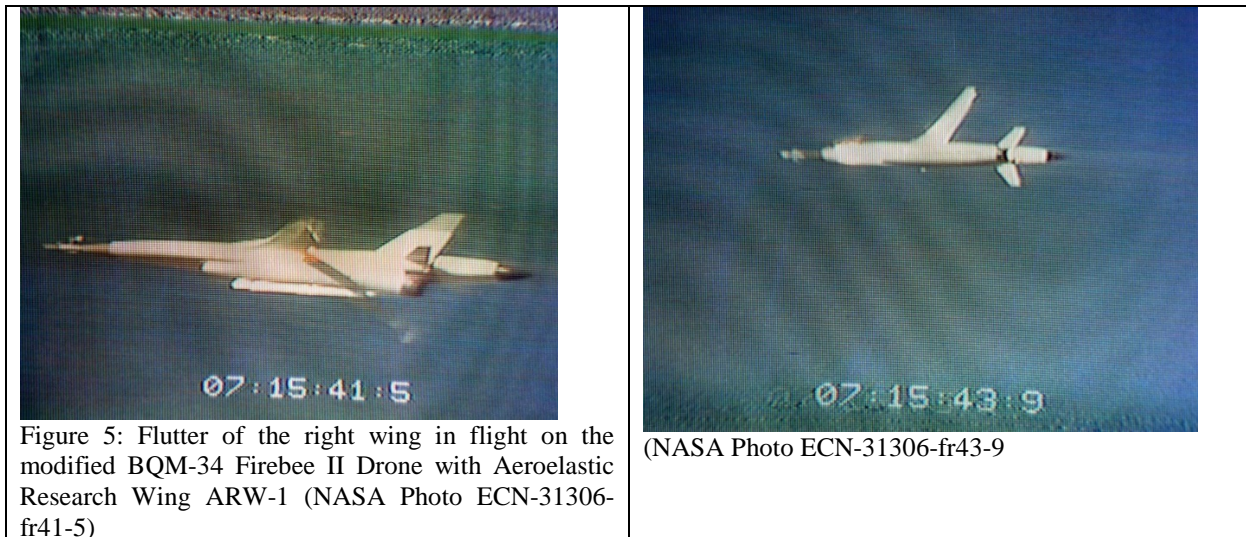 07:15:41:5
Figure 5: Flutter of the right wing in flight on the
modified BQM-34 Firebee II Drone with Aeroelastic
Research Wing ARW-1 (NASA Photo ECN-31306-
fr41-5)
07:15:43:9
(NASA Photo ECN-31306-fr43-9